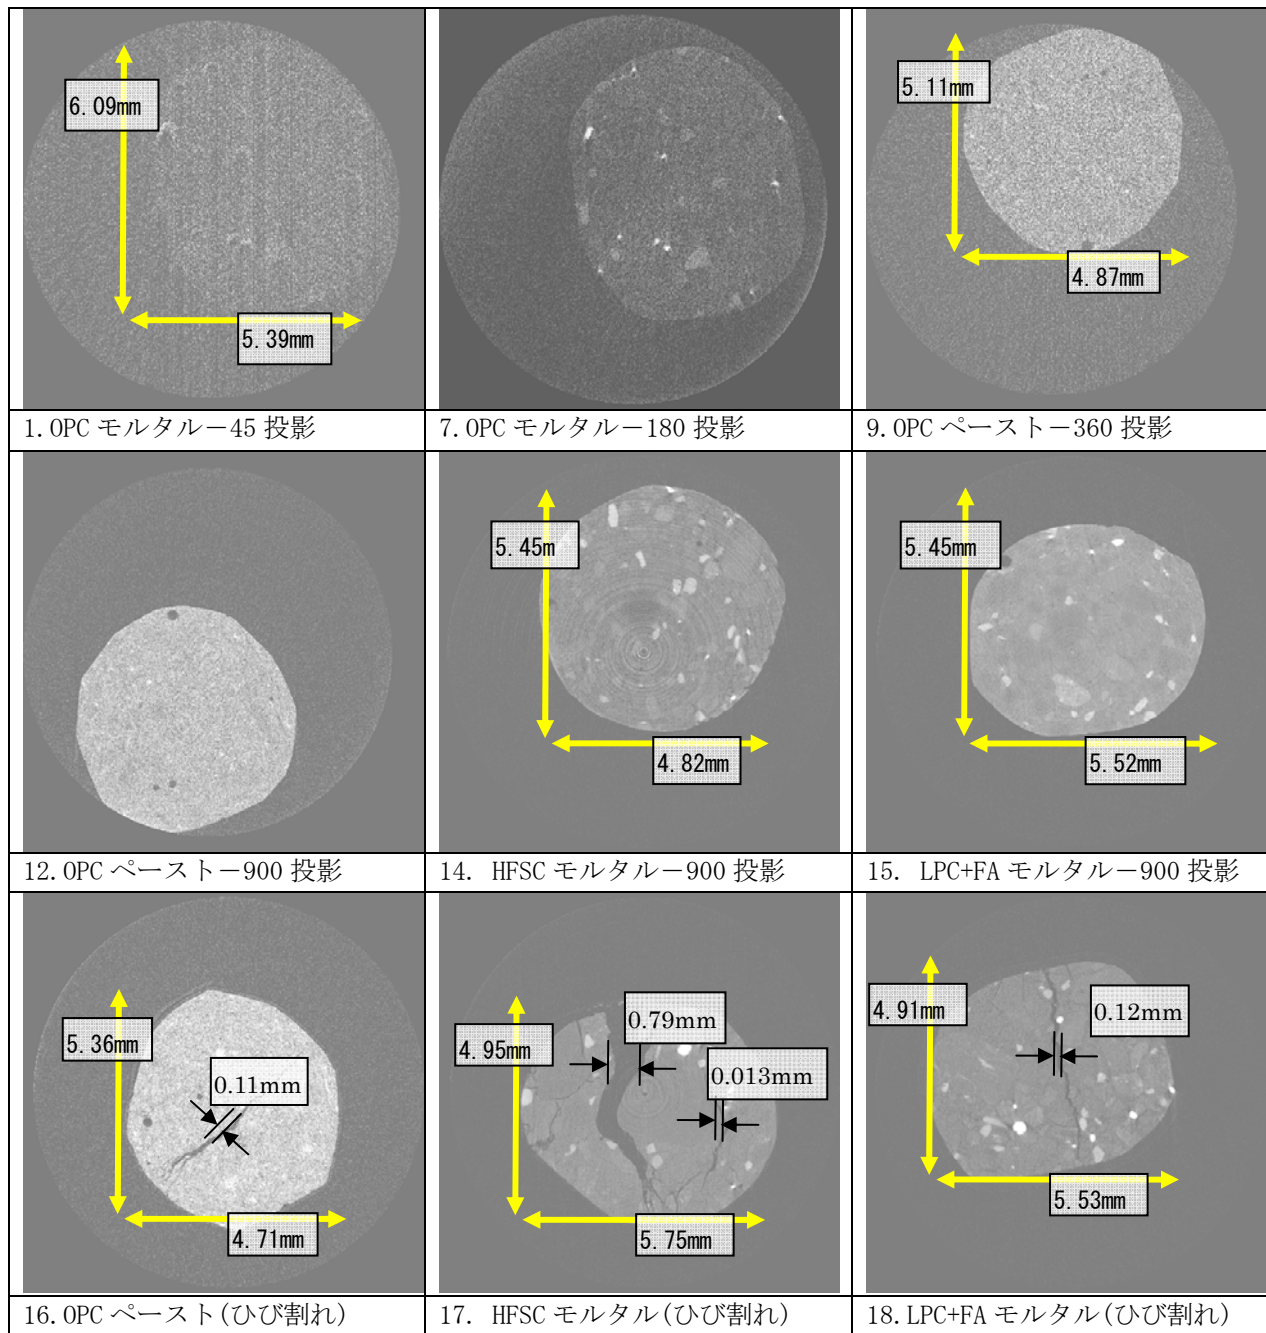 6.09mm
5.39mm
5.11mm
4.87mm
1.OPC モルタル－45 投影
7.OPC モルタル－180 投影
9.OPC ペースト－360 投影
5.45m
4.82mm
5.45mm
5.52mm
12.OPC ペースト－900 投影
14. HFSC モルタル－900 投影
15. LPC+FA モルタル－900 投影
5.36mm
0.11mm
4.71mm
4.95mm
0.79mm
0.013mm
5.75mm
4.91mm
0.12mm
5.53mm
16.OPC ペースト(ひび割れ)
17. HFSC モルタル(ひび割れ)
18.LPC+FA モルタル(ひび割れ)